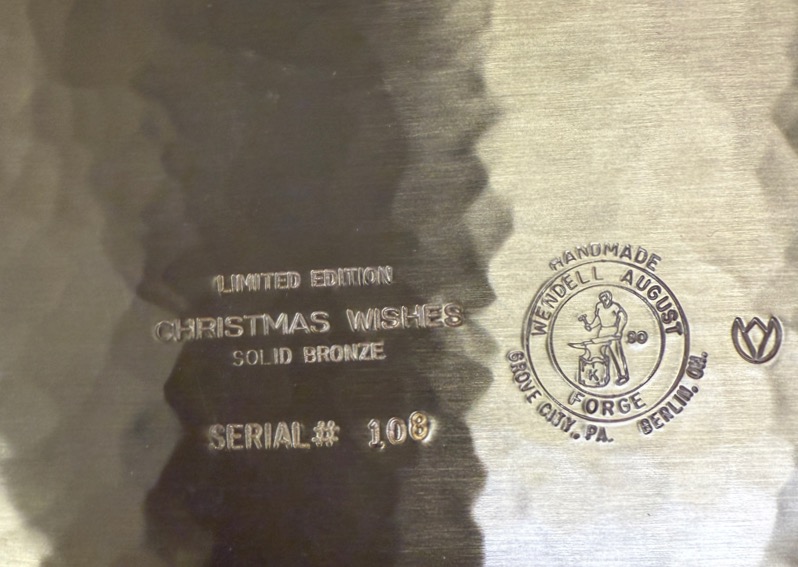 LIMITED EDITION
CHRISTMAS WISHES
SOLID BRONZE
SERIAL# 108
HANDMADE
WENDELL AUGUST
FORGE
GROVE CITY, PA. BERLIN, OH.